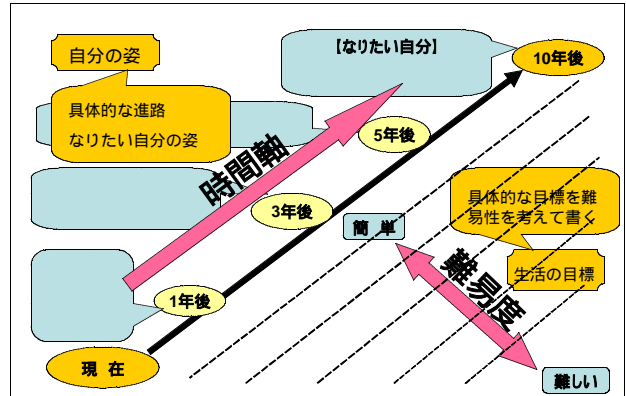 自分の姿
【なりたい自分】
10年後
具体的な進路
なりたい自分の姿
5年後
時間軸
3年後
具体的な目標を難
易性を考えて書く
簡 単
難易度
生活の目標
1年後
現 在
難しい